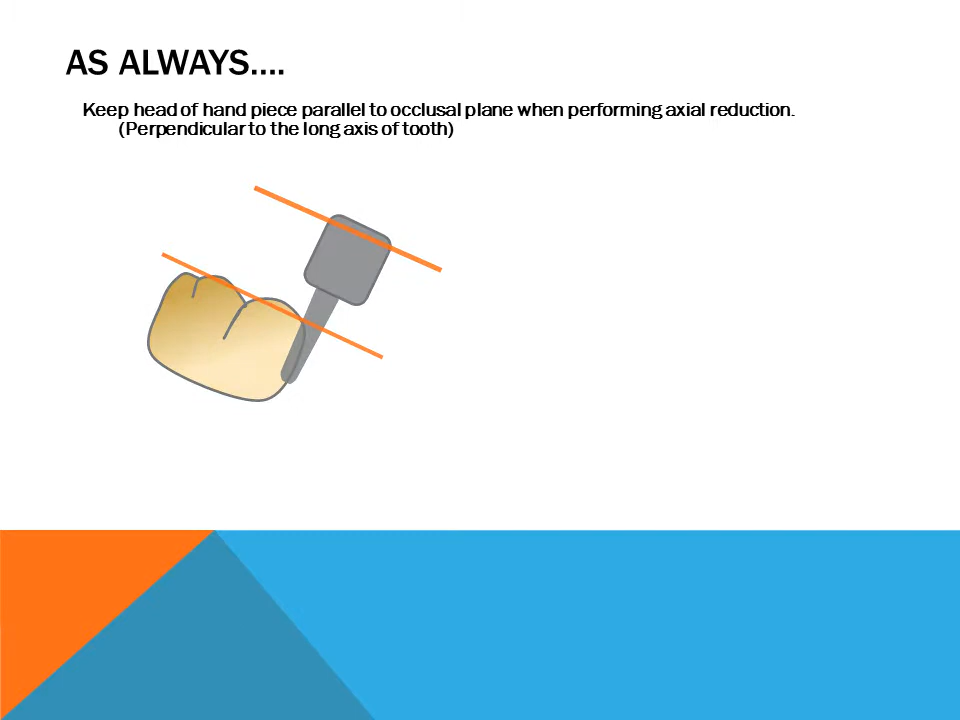 AS ALWAYS....
Keep head of hand piece parallel to occlusal plane when performing axial reduction.
(Perpendicular to the long axis of tooth)